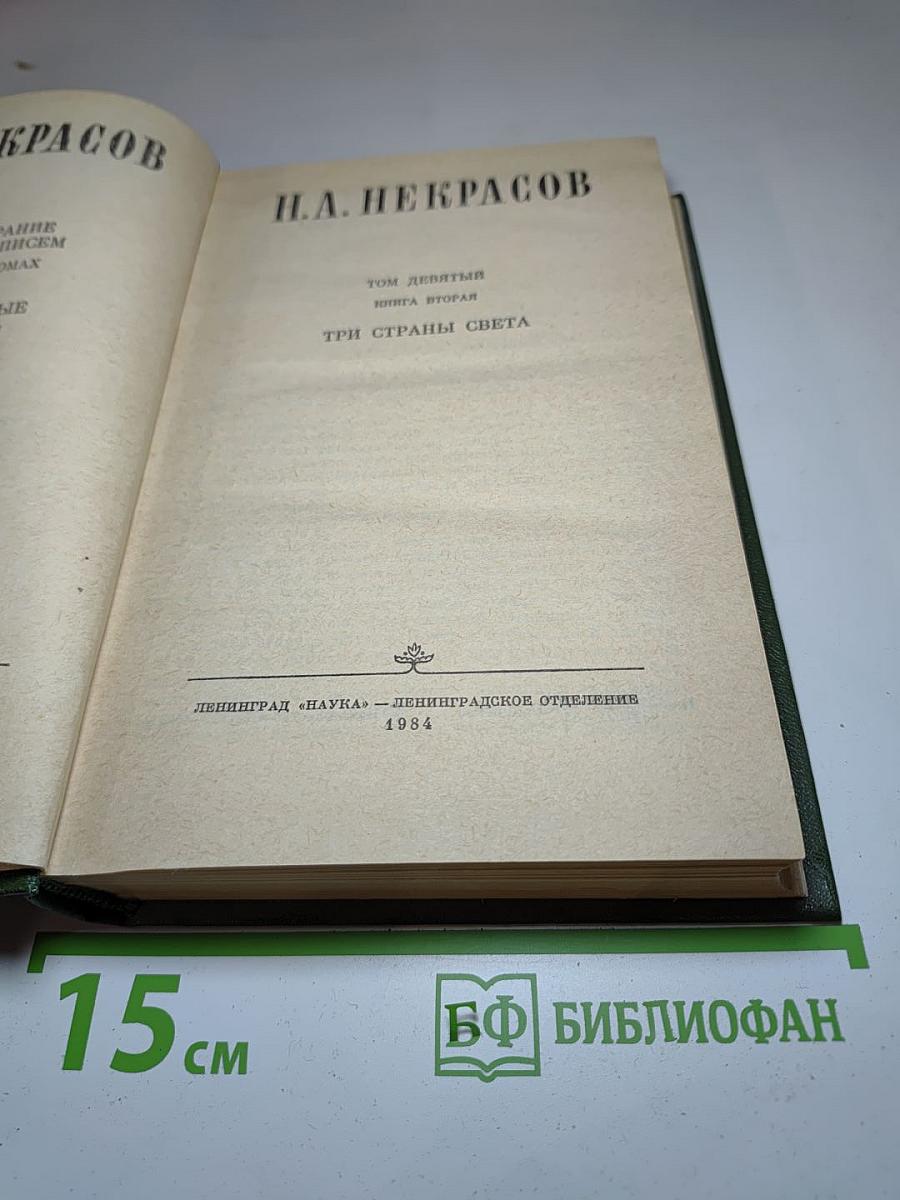 КРАСОВ
РАНИЕ
ПИСЕМ
ОМАХ
ЫЕ
Н.А. НЕКРАСОВ
ТОМ ДЕВЯТЫЙ
КНИГА ВТОРАЯ
ТРИ СТРАНЫ СВЕТА
ЛЕНИНГРАД «НАУКА» — ЛЕНИНГРАДСКОЕ ОТДЕЛЕНИЕ
1984
15 см
БФ БИБЛИОФАН